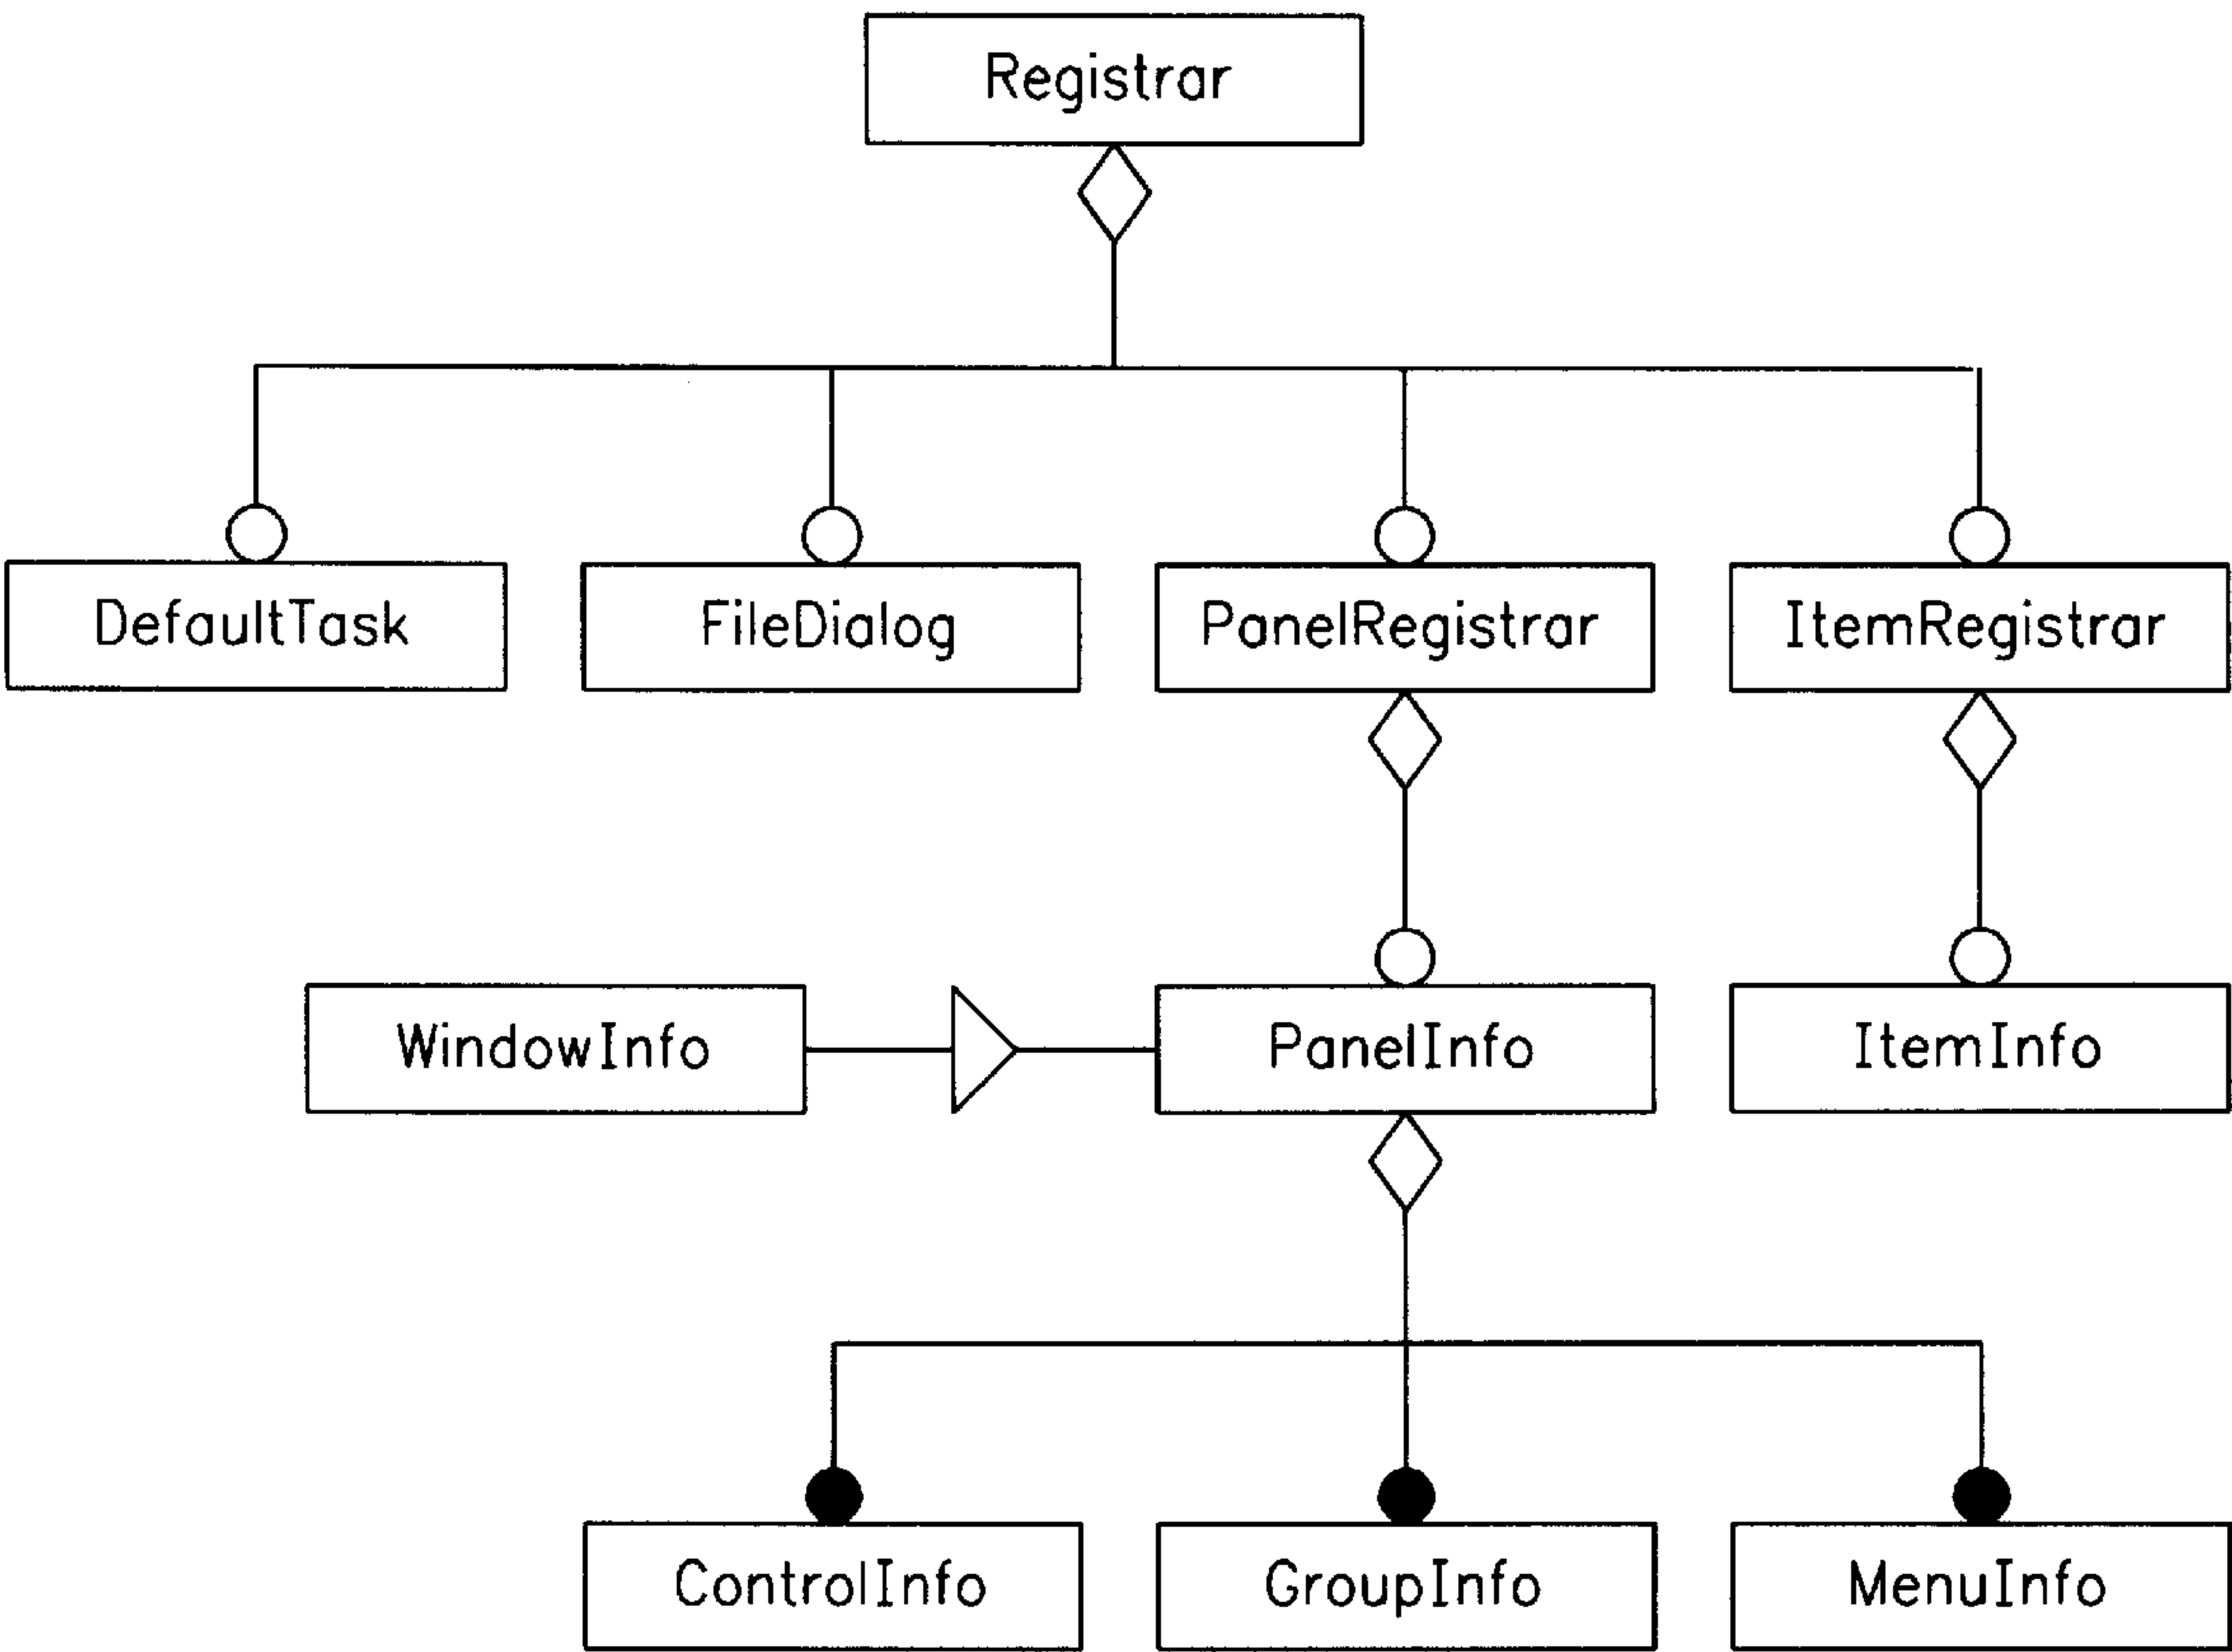 Registrar
DefaultTask
FileDialog
PanelRegistrar
ItemRegistrar
WindowInfo
PanelInfo
ItemInfo
ControlInfo
GroupInfo
MenuInfo